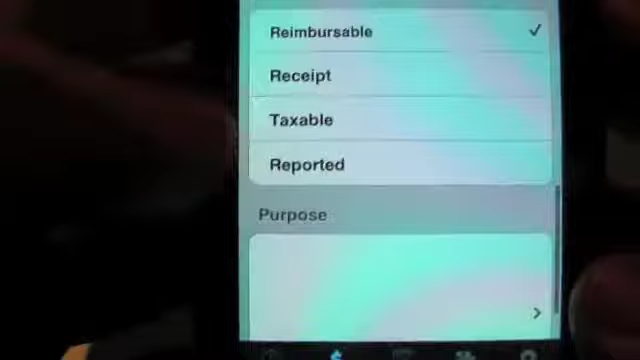 Reimbursable
Receipt
Taxable
Reported
Purpose